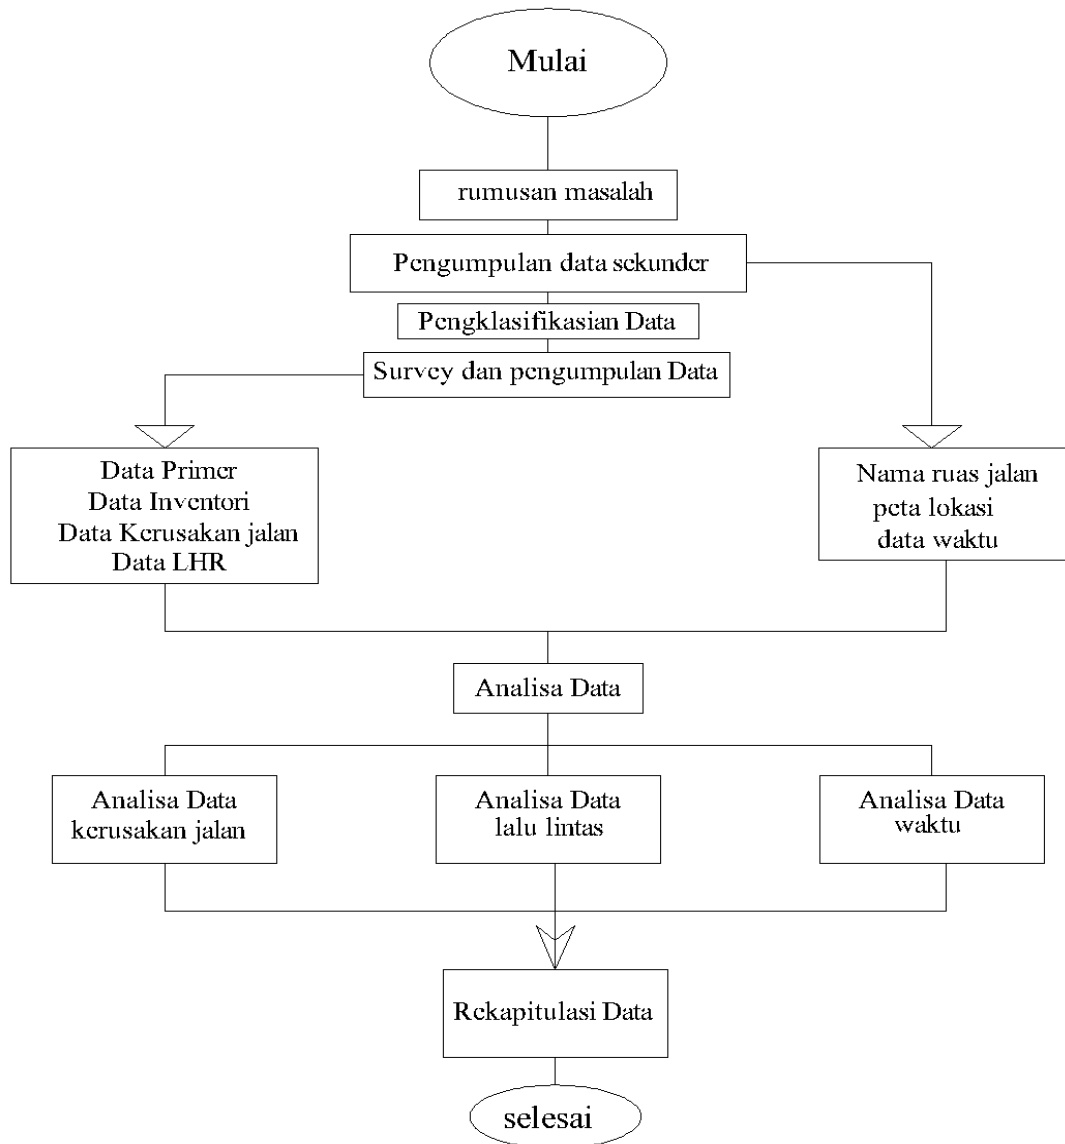 Mulai
rumusan masalah
Pengumpulan data sekunder
Pengklasifikasian Data
Survey dan pengumpulan Data
Data Primer
Data Inventori
Data Kerusakan jalan
Data LHR
Nama ruas jalan
peta lokasi
data waktu
Analisa Data
Analisa Data
kerusakan jalan
Analisa Data
lalu lintas
Analisa Data
waktu
Rekapitulasi Data
selesai